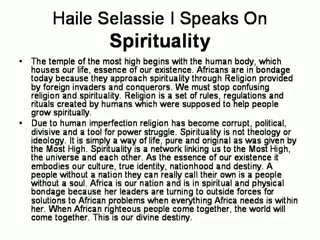 Haile Selassie I Speaks On
Spirituality
• The temple of the most high begins with the human body, which
houses our life, essence of our existence. Africans are in bondage
today because they approach spirituality through Religion provided
by foreign invaders and conquerors. We must stop confusing
religion and spirituality. Religion is a set of rules, regulations and
rituals created by humans which were supposed to help people
grow spiritually.
• Due to human imperfection religion has become corrupt, political,
divisive and a tool for power struggle. Spirituality is not theology or
ideology. It is simply a way of life, pure and original as was given by
the Most High. Spirituality is a network linking us to the Most High,
the universe and each other. As the essence of our existence it
embodies our culture, true identity, nationhood and destiny. A
people without a nation they can really call their own is a people
without a soul. Africa is our nation and is in spiritual and physical
bondage because her leaders are turning to outside forces for
solutions to African problems when everything Africa needs is within
her. When African righteous people come together, the world will
come together. This is our divine destiny.